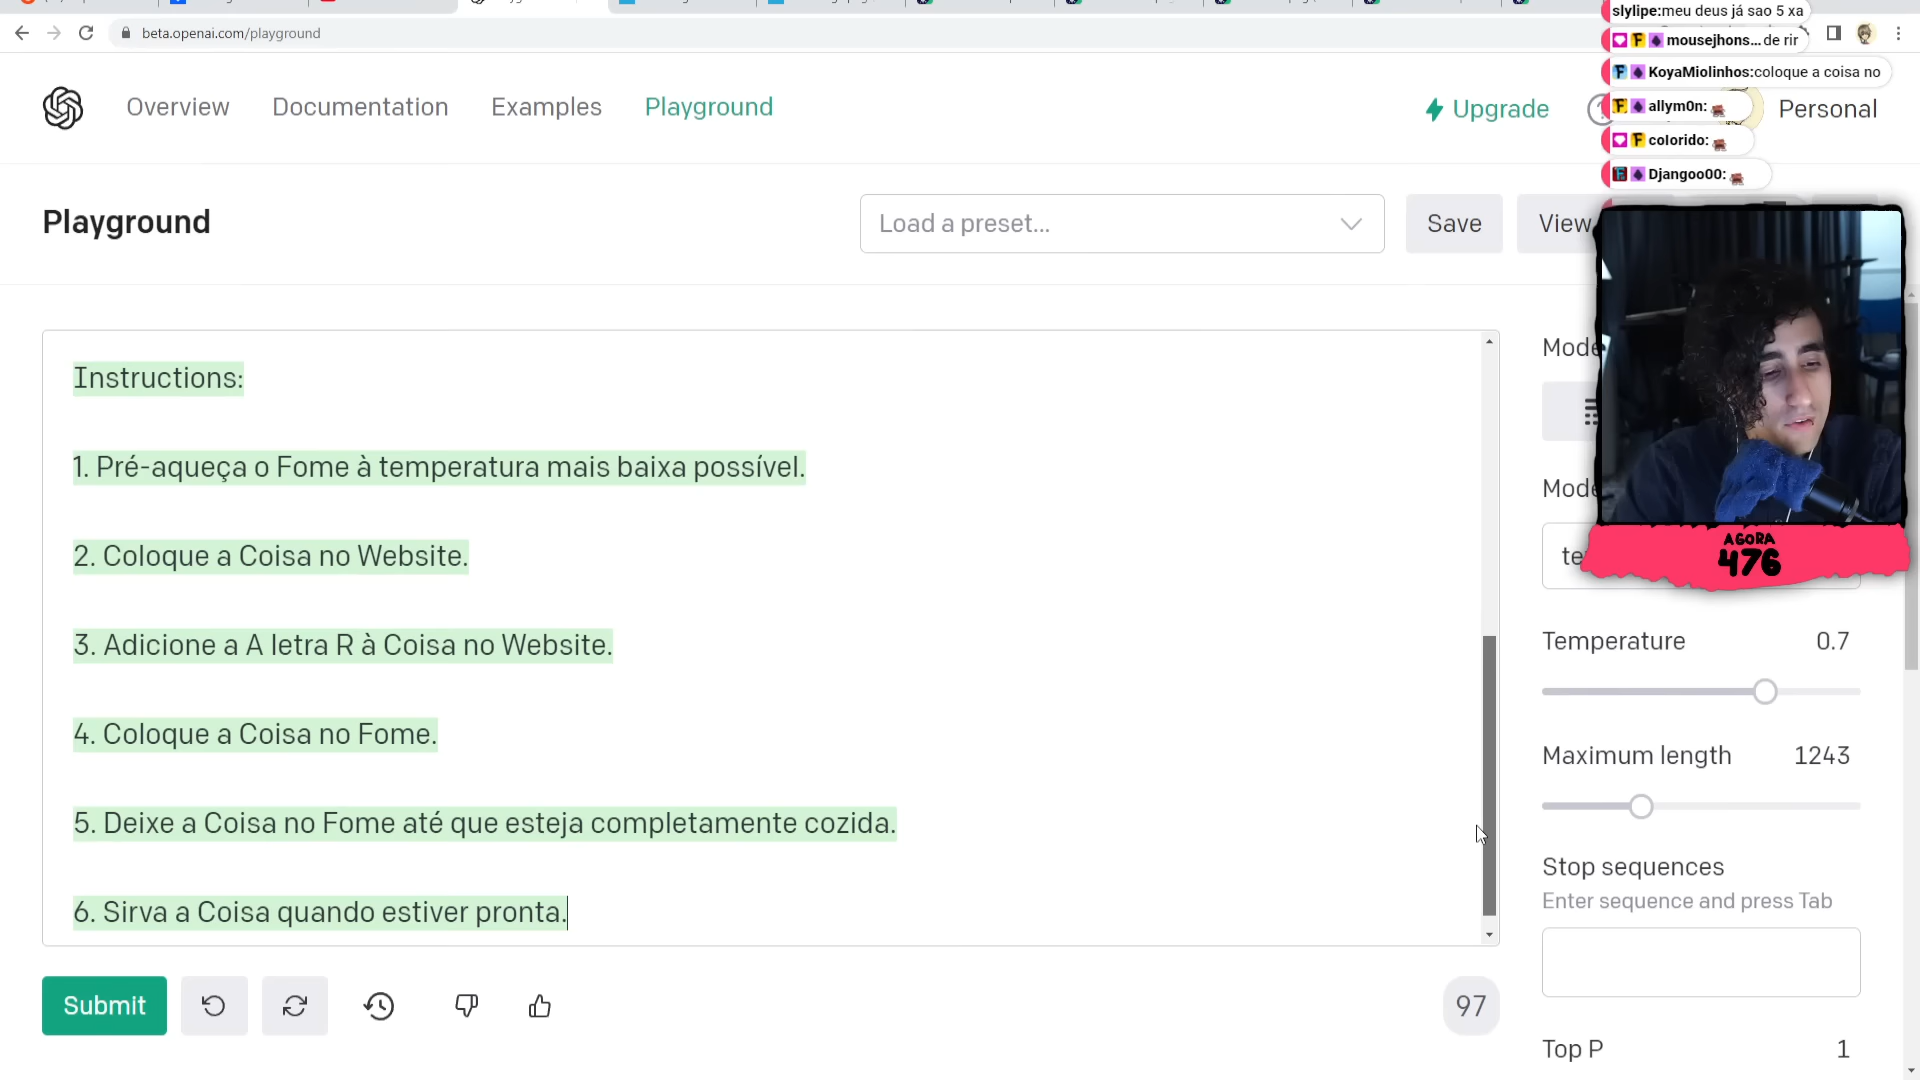 beta.openai.com/playground
slylipe:meu deus já sao 5 xa
mousejhons...de rir
KoyaMiolinhos:coloque a coisa no
allym0n:
colorido:
Djangoo00:
Overview
Documentation
Examples
Playground
Upgrade
Personal
Playground
Load a preset...
Save
View
Instructions:
1. Pré-aqueça o Fome à temperatura mais baixa possível.
2. Coloque a Coisa no Website.
3. Adicione a A letra R à Coisa no Website.
4. Coloque a Coisa no Fome.
5. Deixe a Coisa no Fome até que esteja completamente cozida.
6. Sirva a Coisa quando estiver pronta.
Mode
Mode
te
AGORA
476
Temperature 0.7
Maximum length 1243
Stop sequences
Enter sequence and press Tab
Top P 1
Submit
97